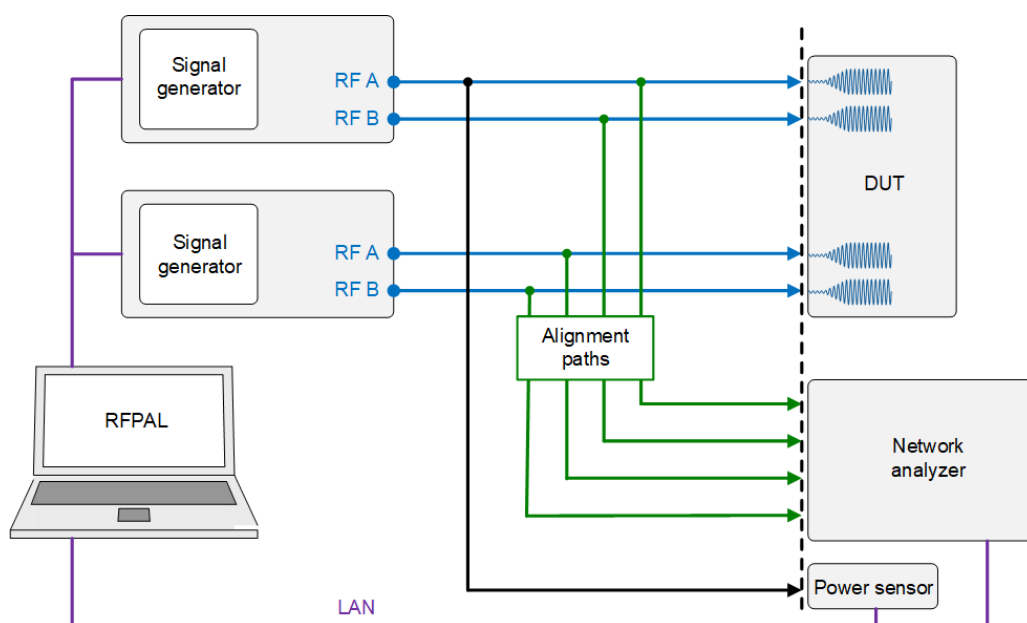 Signal
generator
RF A
RF B
DUT
Signal
generator
RF A
RF B
Alignment
paths
RFPAL
Network
analyzer
Power sensor
LAN